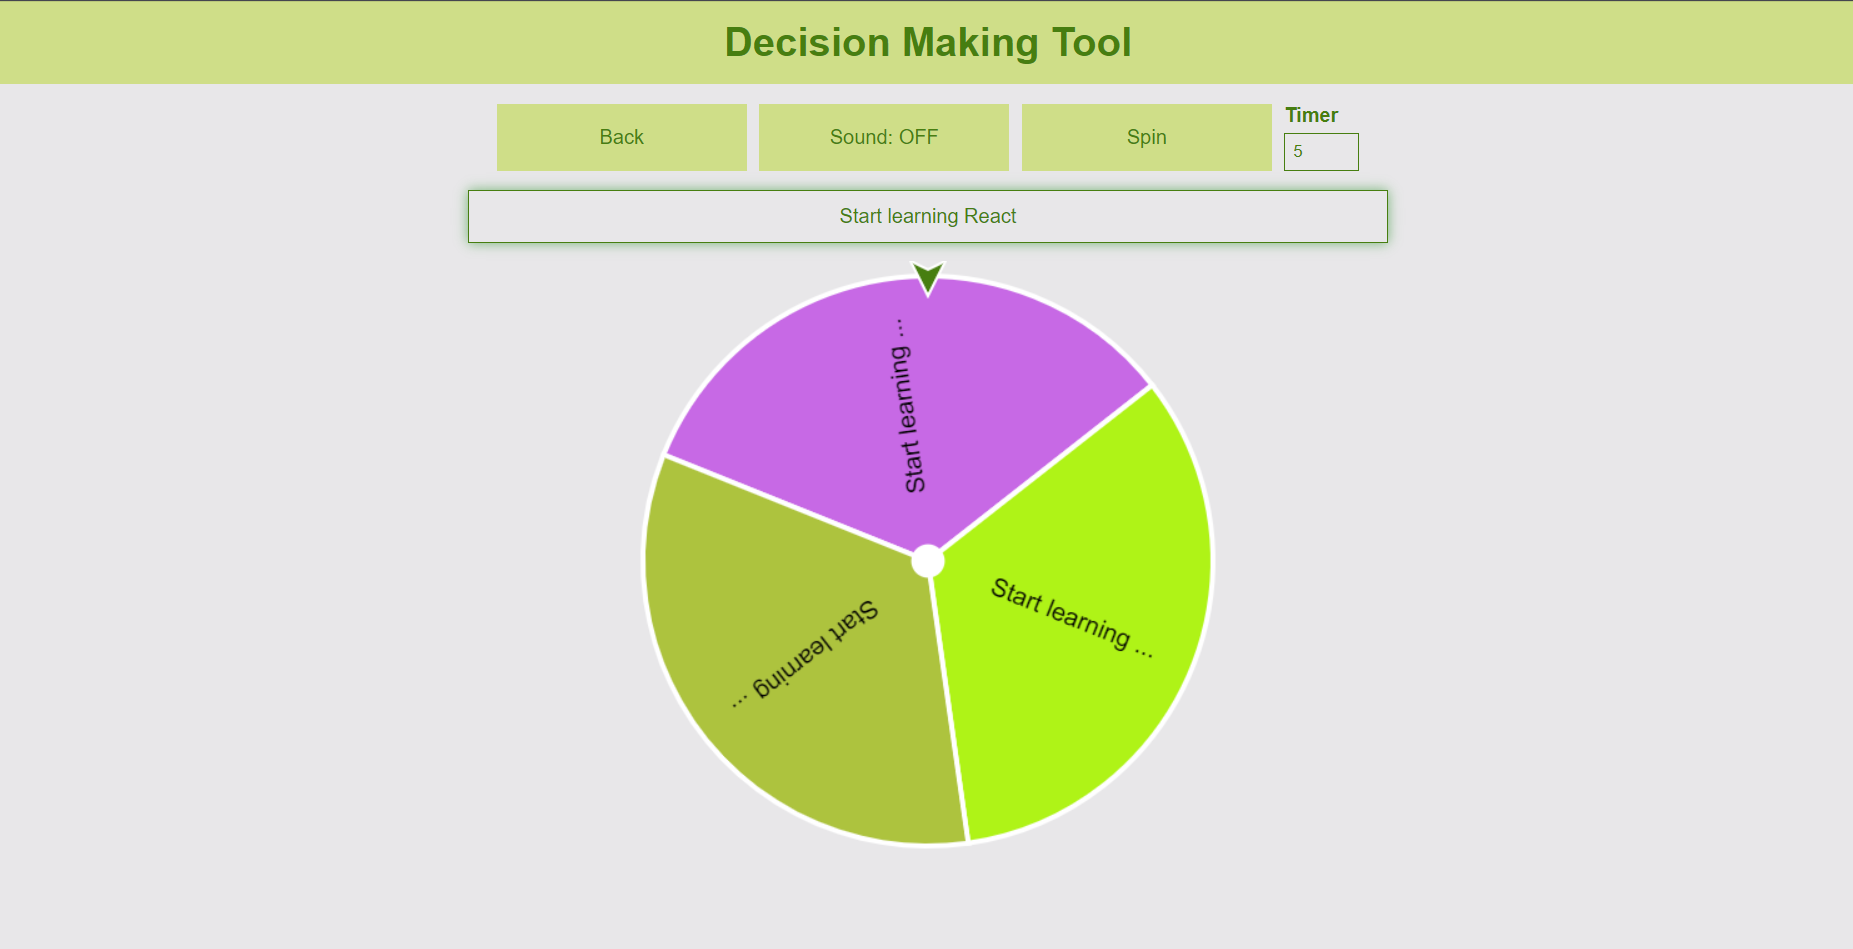 Decision Making Tool
Back
Sound: OFF
Spin
Timer
5
Start learning React
Start learning ...
Start learning ...
Start learning ...